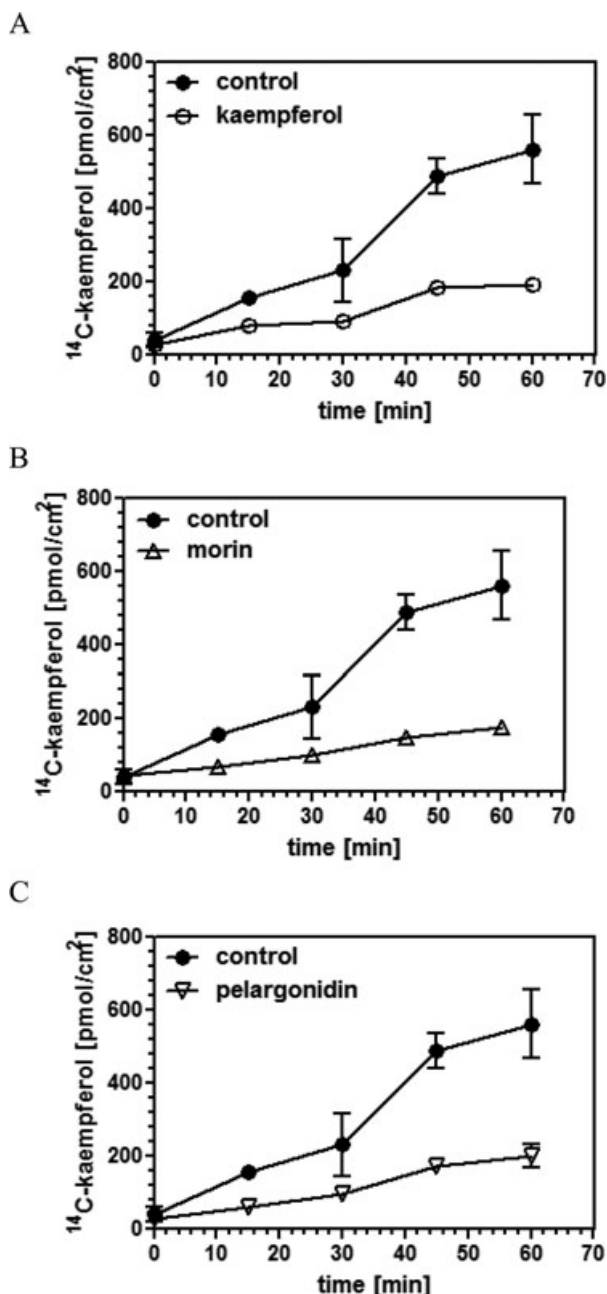 A
800
600
400
200
0
control
kaempferol
¹⁴C-kaempferol [pmol/cm²]
0 10 20 30 40 50 60 70
time [min]
B
800
600
400
200
0
control
morin
¹⁴C-kaempferol [pmol/cm²]
0 10 20 30 40 50 60 70
time [min]
C
800
600
400
200
0
control
pelargonidin
¹⁴C-kaempferol [pmol/cm²]
0 10 20 30 40 50 60 70
time [min]